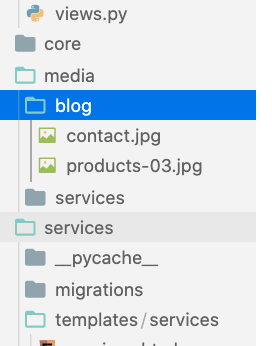 views.py
core
media
blog
contact.jpg
products-03.jpg
services
services
__pycache__
migrations
templates/services